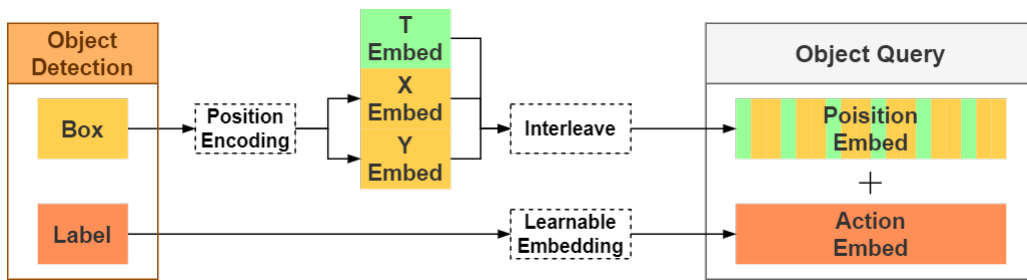 Object
Detection
Box
Label
Position
Encoding
T
Embed
X
Embed
Y
Embed
Interleave
Learnable
Embedding
Object Query
Poisition
Embed
+
Action
Embed